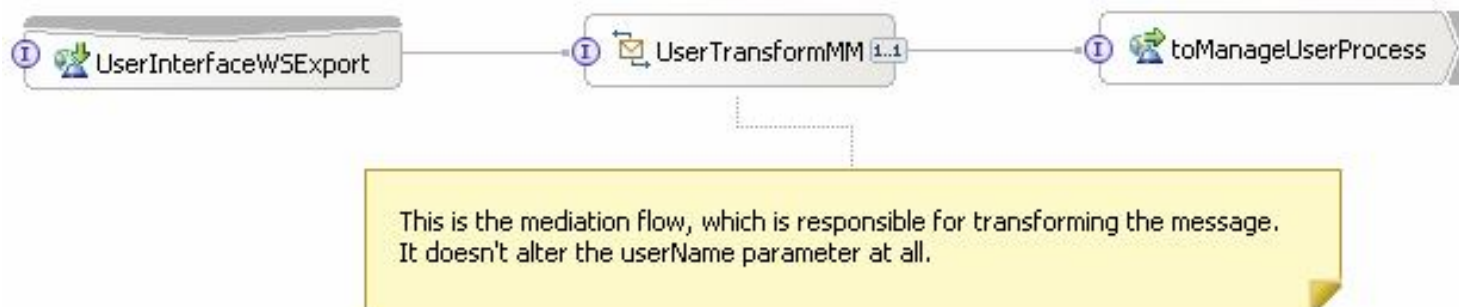 I UserInterfaceWSExport
I UserTransformMM 1..1
I toManageUserProcess
This is the mediation flow, which is responsible for transforming the message.
It doesn't alter the userName parameter at all.